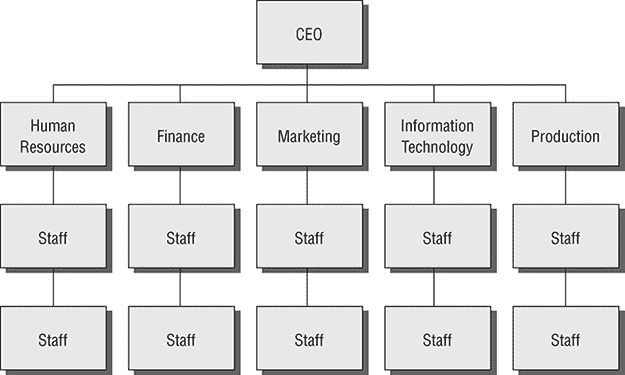 CEO
Human
Resources
Finance
Marketing
Information
Technology
Production
Staff
Staff
Staff
Staff
Staff
Staff
Staff
Staff
Staff
Staff